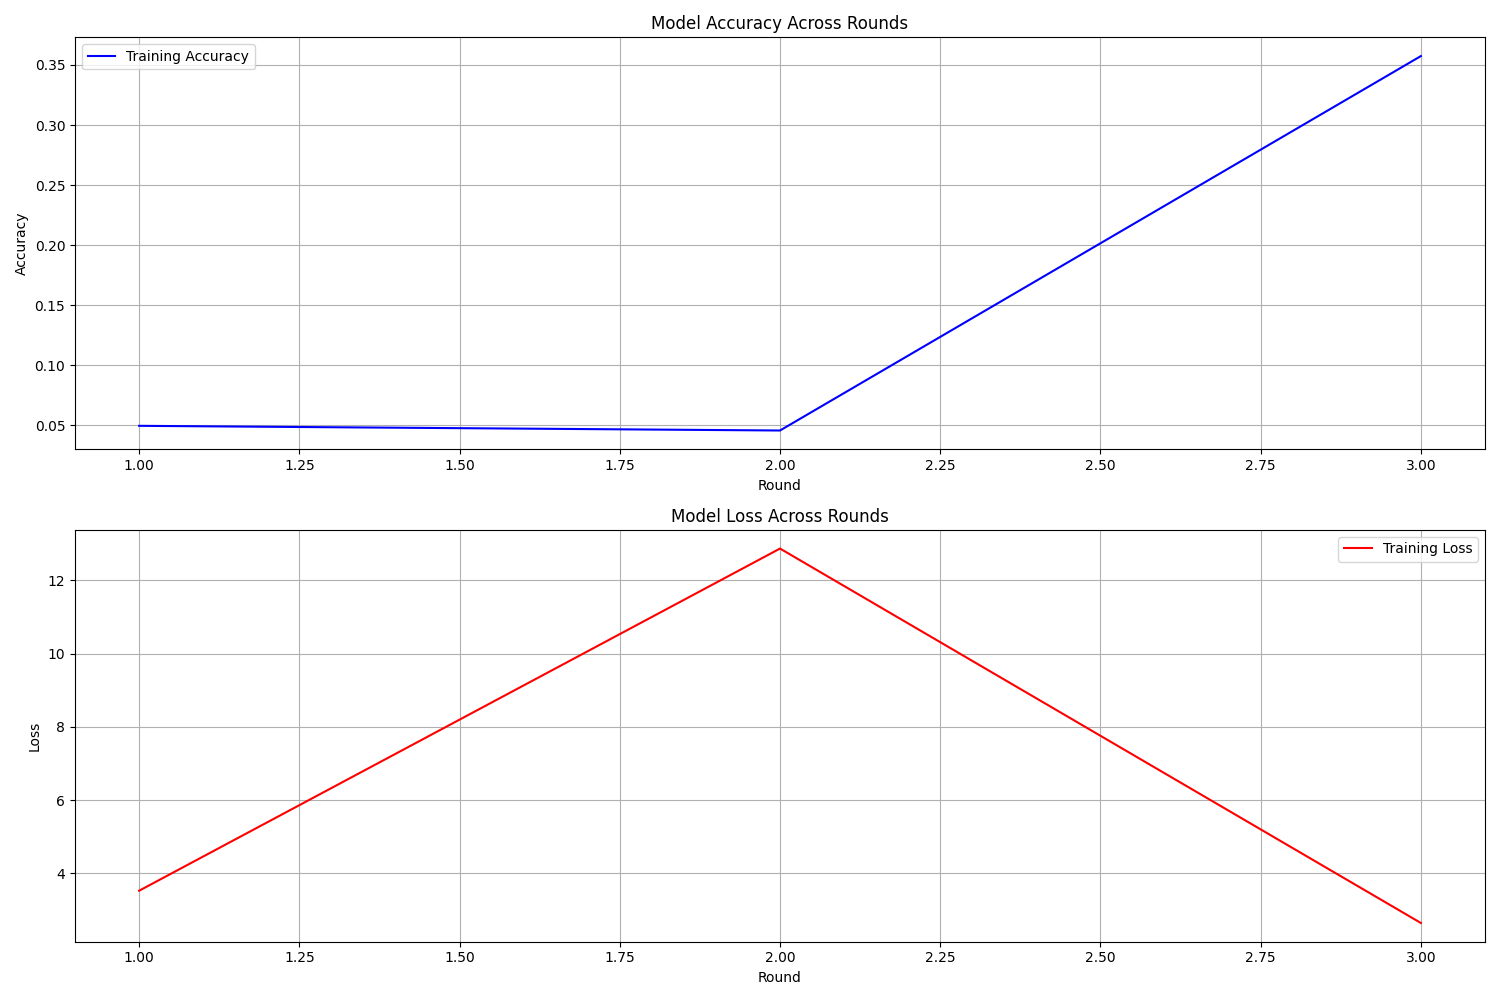 Model Accuracy Across Rounds
Training Accuracy
0.35
0.30
0.25
0.20
0.15
0.10
0.05
Accuracy
1.00 1.25 1.50 1.75 2.00 2.25 2.50 2.75 3.00
Round
Model Loss Across Rounds
Training Loss
12
10
8
6
4
Loss
1.00 1.25 1.50 1.75 2.00 2.25 2.50 2.75 3.00
Round